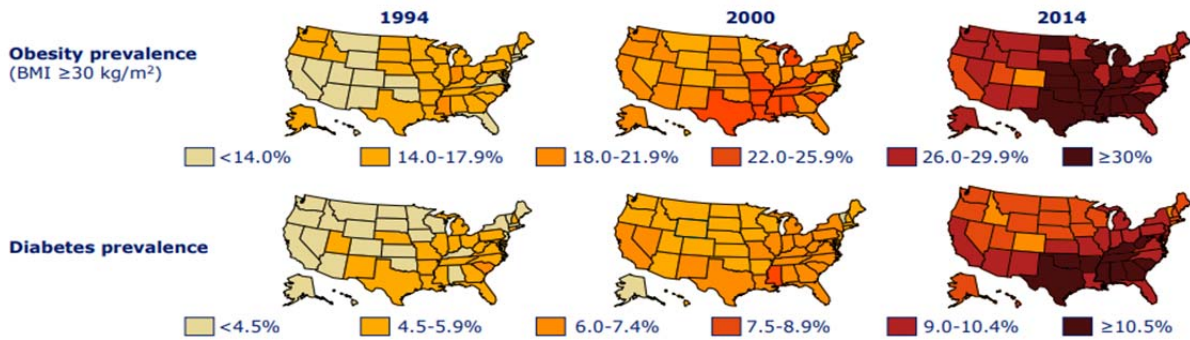 1994 2000 2014
Obesity prevalence
(BMI ≥30 kg/m²)
<14.0% 14.0-17.9% 18.0-21.9% 22.0-25.9% 26.0-29.9% ≥30%
Diabetes prevalence
<4.5% 4.5-5.9% 6.0-7.4% 7.5-8.9% 9.0-10.4% ≥10.5%